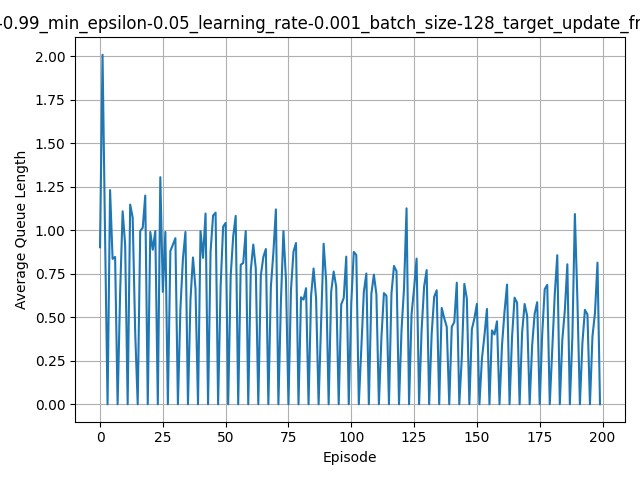 -0.99_min_epsilon-0.05_learning_rate-0.001_batch_size-128_target_update_fr
2.00
1.75
1.50
1.25
1.00
0.75
0.50
0.25
0.00
Average Queue Length
0 25 50 75 100 125 150 175 200
Episode